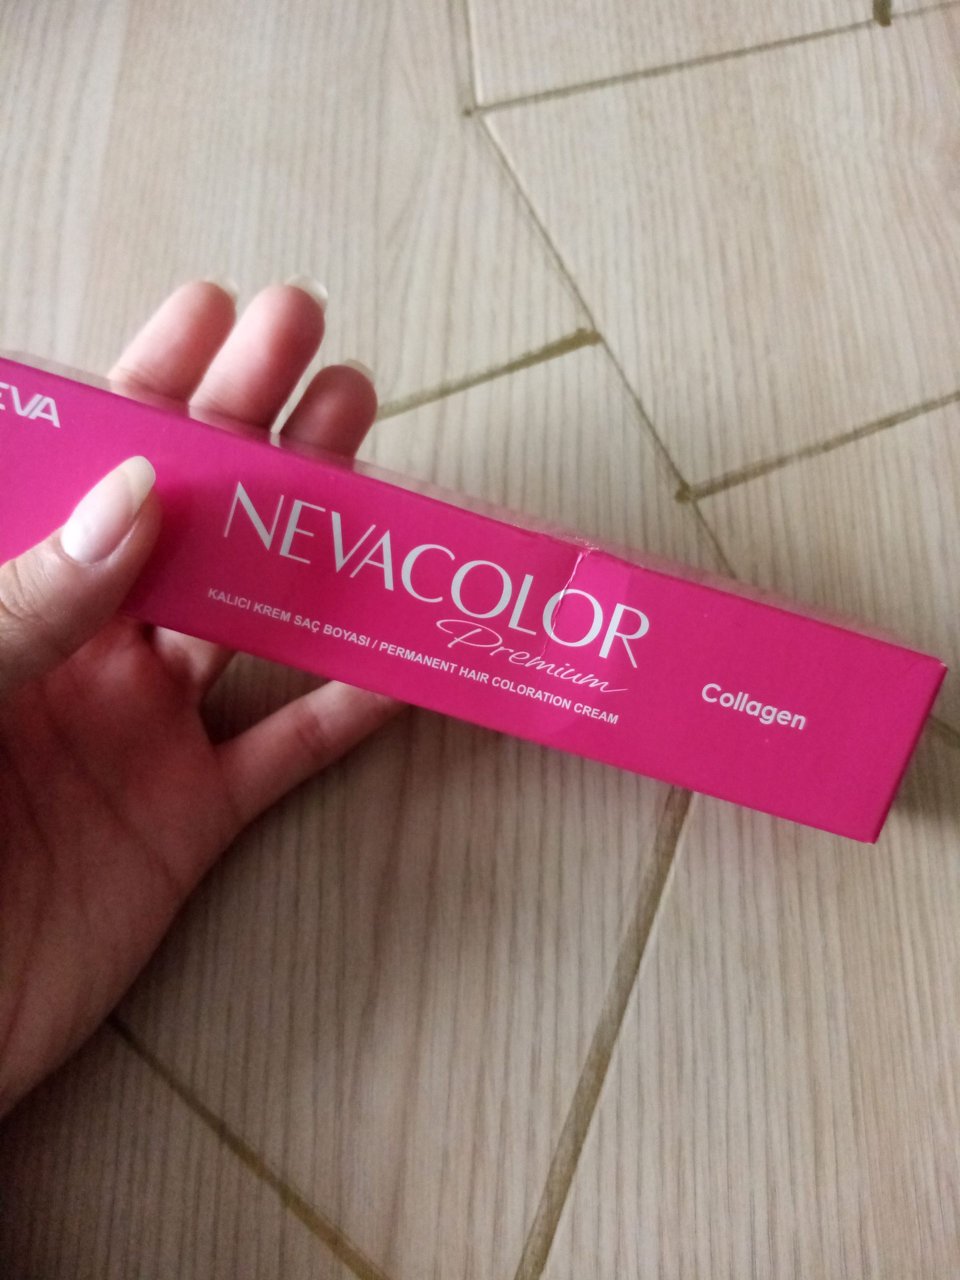 EVA
NEVACOLOR
Premium
KALICI KREM SAÇ BOYASI / PERMANENT HAIR COLORATION CREAM
Collagen